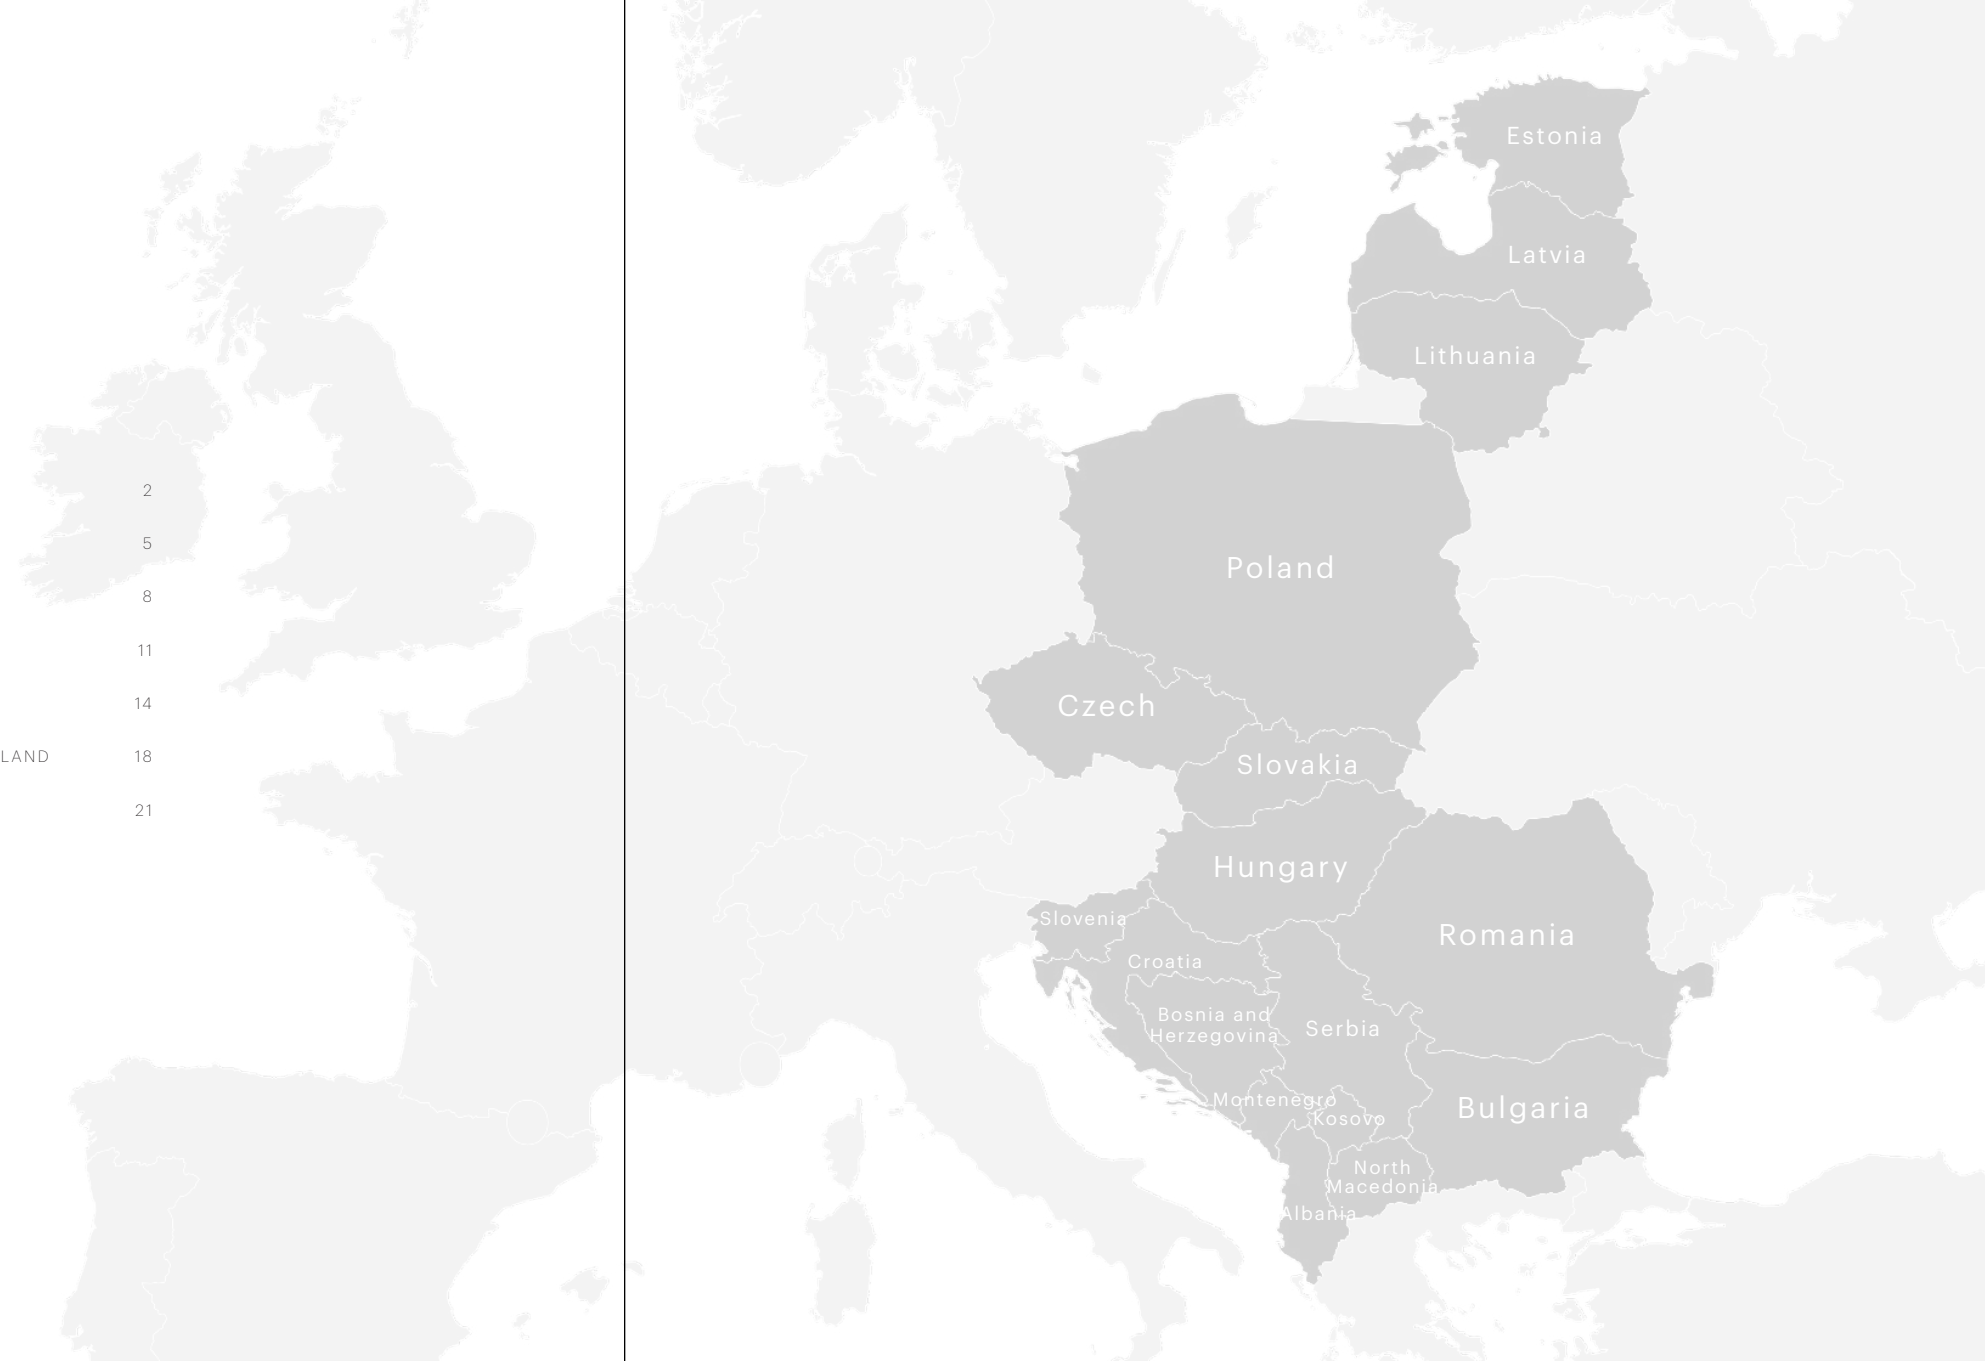 2
5
8
11
14
LAND 18
21
Estonia
Latvia
Lithuania
Poland
Czech
Slovakia
Hungary
Slovenia
Romania
Croatia
Bosnia and
Herzegovina
Serbia
Montenegro
Kosovo
Bulgaria
North
Macedonia
Albania